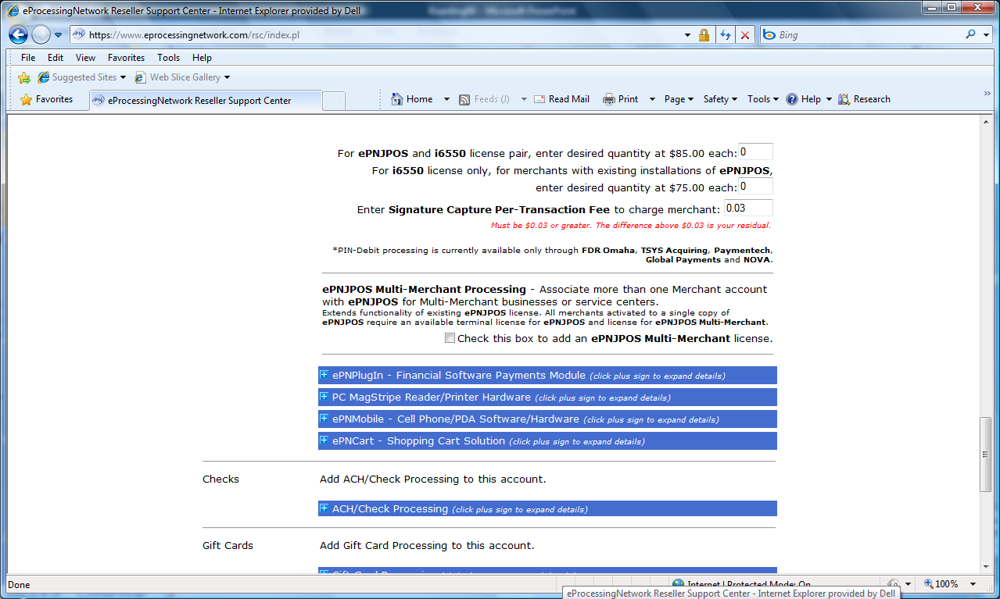 eProcessingNetwork Reseller Support Center - Internet Explorer provided by Dell
https://www.eprocessingnetwork.com/rsc/index.pl
Bing
File Edit View Favorites Tools Help
Suggested Sites Web Slice Gallery
Favorites eProcessingNetwork Reseller Support Center Home Feeds (J) Read Mail Print Page Safety Tools Help Research
For ePNJPOS and i6550 license pair, enter desired quantity at $85.00 each: 0
For i6550 license only, for merchants with existing installations of ePNJPOS,
enter desired quantity at $75.00 each: 0
Enter Signature Capture Per-Transaction Fee to charge merchant: 0.03
Must be $0.03 or greater. The difference above $0.03 is your residual.
*PIN-Debit processing is currently available only through FDR Omaha, TSYS Acquiring, Paymentech,
Global Payments and NOVA.
ePNJPOS Multi-Merchant Processing - Associate more than one Merchant account
with ePNJPOS for Multi-Merchant businesses or service centers.
Extends functionality of existing ePNJPOS license. All merchants activated to a single copy of
ePNJPOS require an available terminal license for ePNJPOS and license for ePNJPOS Multi-Merchant.
Check this box to add an ePNJPOS Multi-Merchant license.
ePNPlugIn - Financial Software Payments Module (click plus sign to expand details)
PC MagStripe Reader/Printer Hardware (click plus sign to expand details)
ePNMobile - Cell Phone/PDA Software/Hardware (click plus sign to expand details)
ePNCart - Shopping Cart Solution (click plus sign to expand details)
Checks Add ACH/Check Processing to this account.
ACH/Check Processing (click plus sign to expand details)
Gift Cards Add Gift Card Processing to this account.
Done Internet | Protected Mode: On 100%
eProcessingNetwork Reseller Support Center - Internet Explorer provided by Dell